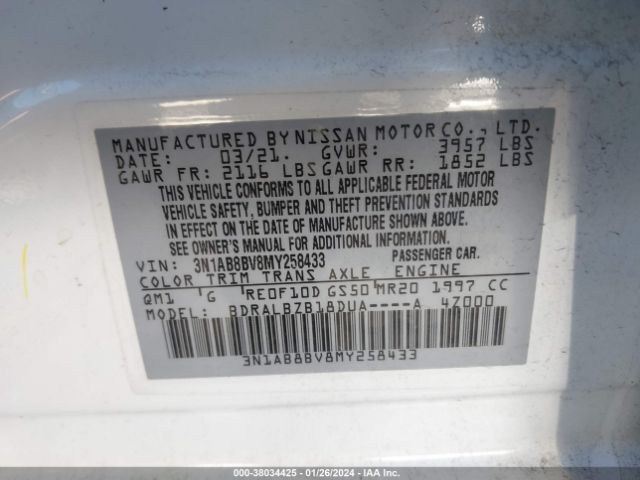 MANUFACTURED BY NISSAN MOTOR CO., LTD.
DATE: 03/21. GVWR: 3957 LBS
GAWR FR: 2116 LBS GAWR RR: 1852 LBS
THIS VEHICLE CONFORMS TO ALL APPLICABLE FEDERAL MOTOR
VEHICLE SAFETY, BUMPER AND THEFT PREVENTION STANDARDS
IN EFFECT ON THE DATE OF MANUFACTURE SHOWN ABOVE.
SEE OWNER'S MANUAL FOR ADDITIONAL INFORMATION.
VIN: 3N1AB8BV8MY258433 PASSENGER CAR.
COLOR TRIM TRANS AXLE ENGINE
QM1 G RE0F10D GS50 MR20 1997 CC
MODEL: BDRALBZB18DUA----A 4Z000
3N1AB8BV8MY258433
000-38034425 - 01/26/2024 - IAAI.COM